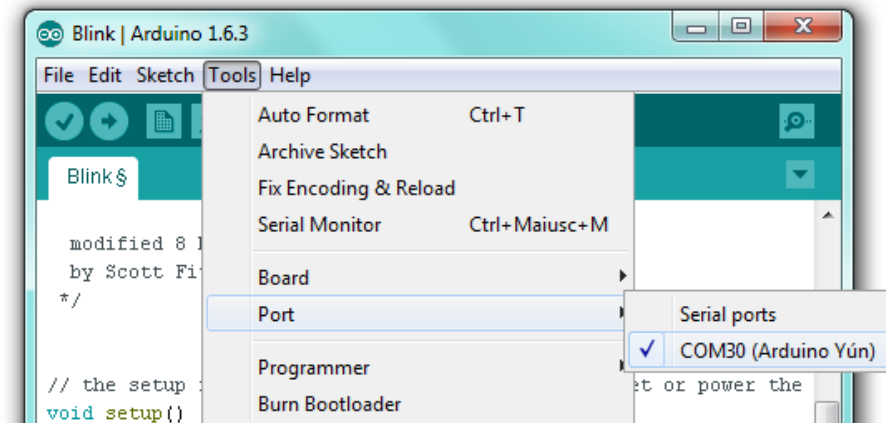 Blink | Arduino 1.6.3
File Edit Sketch Tools Help
Blink§
Auto Format Ctrl+T
Archive Sketch
Fix Encoding & Reload
Serial Monitor Ctrl+Maiusc+M
Board
Port
Programmer
Burn Bootloader
Serial ports
COM30 (Arduino Yún)
modified 8
by Scott Fi
*/
// the setup
et or power the
void setup()